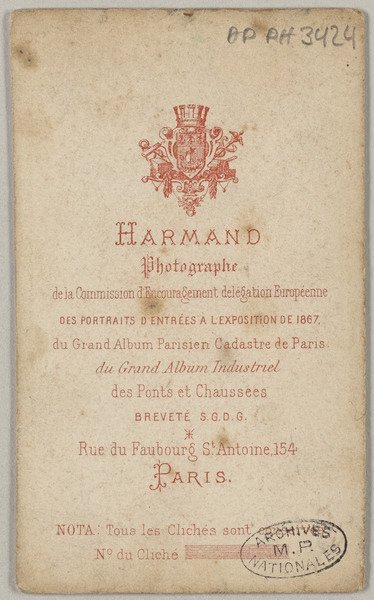 OP PH 3424
HARMAND
Photographe
de la Commission d'Encouragement délégation Européenne
DES PORTRAITS D'ENTRÉES A L'EXPOSITION DE 1867,
du Grand Album Parisien Cadastre de Paris
du Grand Album Industriel
des Ponts et Chaussées
BREVETÉ S.G.D.G.
Rue du Faubourg St Antoine, 154
PARIS.
NOTA: Tous les Clichés sont
No du Cliché
ARCHIVES
M.P.
NATIONALES